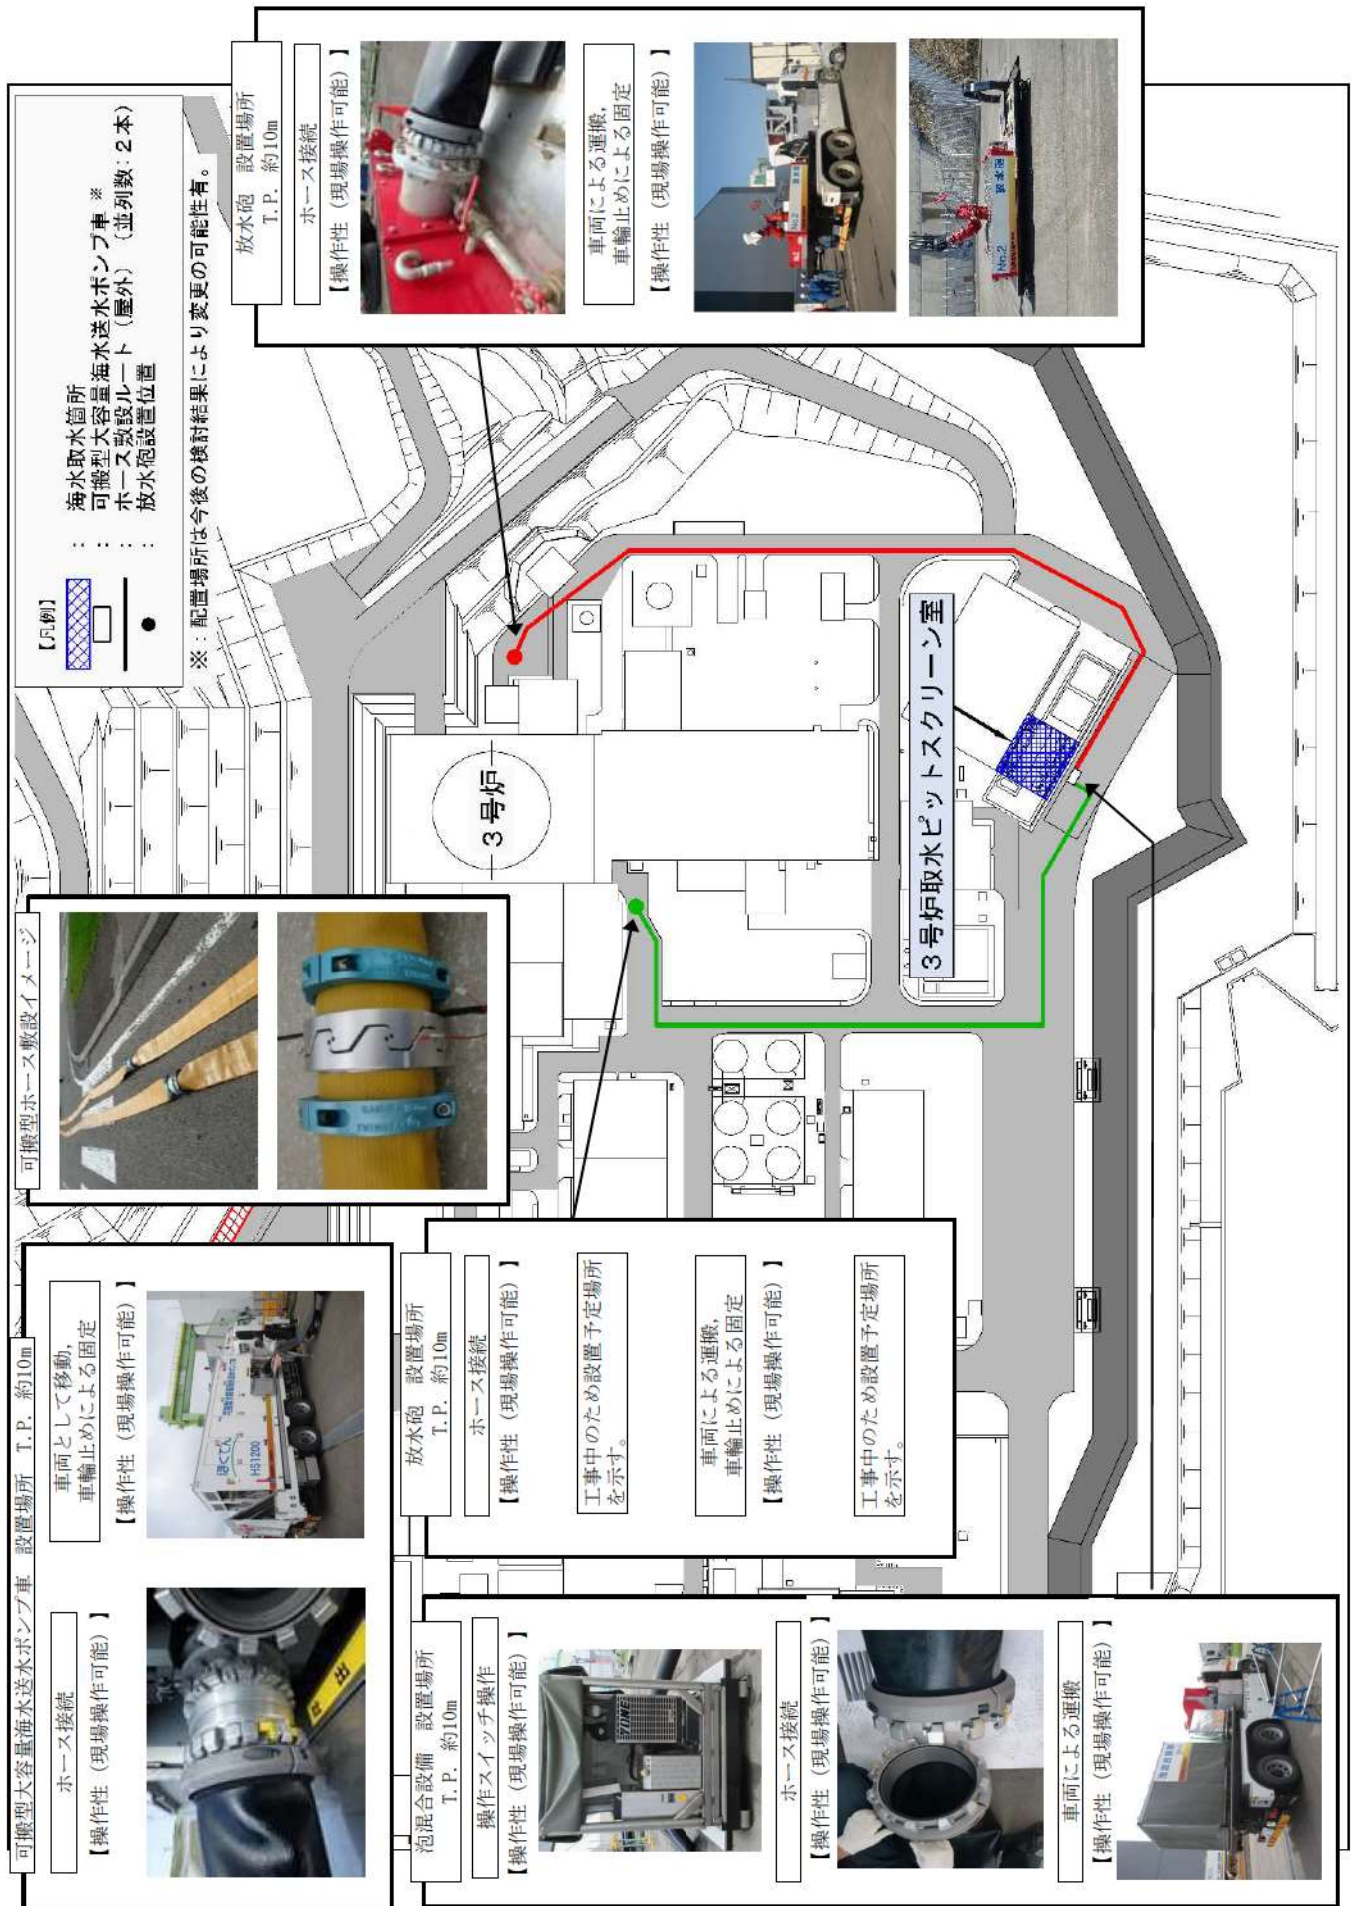 可搬型大容量海水送水ポンプ車　設置場所　T.P. 約10m
ホース接続
【操作性（現場操作可能）】
車両として移動,
車輪止めによる固定
【操作性（現場操作可能）】
ほくでん
HS1200
可搬型ホース敷設イメージ
【凡例】
： 海水取水箇所
： 可搬型大容量海水送水ポンプ車 ※
： ホース敷設ルート（屋外）（並列数：２本）
： 放水砲設置位置
※：配置場所は今後の検討結果により変更の可能性有。
放水砲　設置場所
T.P. 約10m
ホース接続
【操作性（現場操作可能）】
車両による運搬,
車輪止めによる固定
【操作性（現場操作可能）】
No.2
No.2
放水砲
３号炉
３号炉取水ピットスクリーン室
放水砲　設置場所
T.P. 約10m
ホース接続
【操作性（現場操作可能）】
工事中のため設置予定場所
を示す。
車両による運搬,
車輪止めによる固定
【操作性（現場操作可能）】
工事中のため設置予定場所
を示す。
泡混合設備　設置場所
T.P. 約10m
操作スイッチ操作
【操作性（現場操作可能）】
ホース接続
【操作性（現場操作可能）】
車両による運搬
【操作性（現場操作可能）】